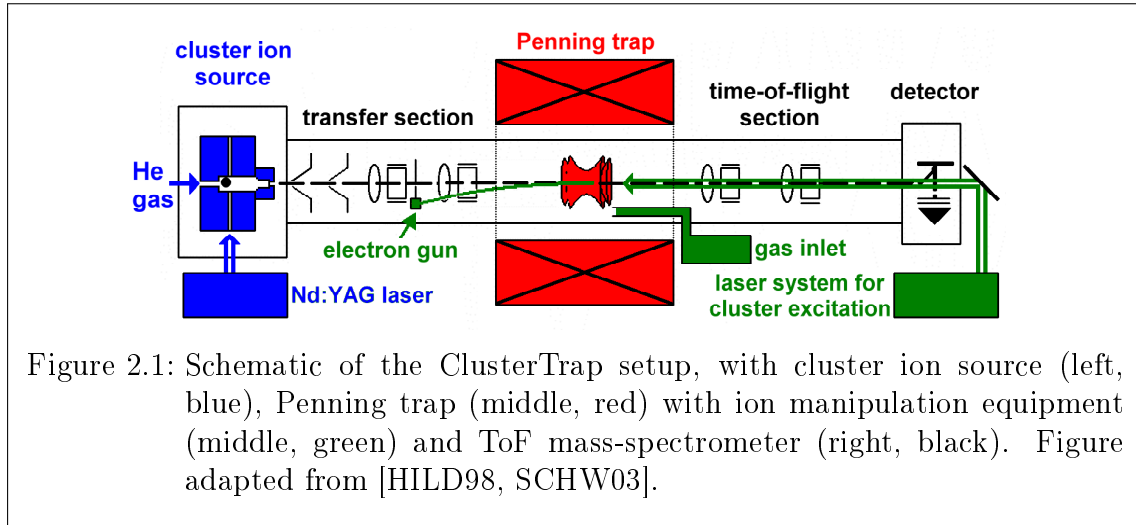 Penning trap
cluster ion
source
transfer section
time-of-flight
section
detector
He
gas
electron gun
gas inlet
Nd:YAG laser
laser system for
cluster excitation
Figure 2.1: Schematic of the ClusterTrap setup, with cluster ion source (left,
blue), Penning trap (middle, red) with ion manipulation equipment
(middle, green) and ToF mass-spectrometer (right, black). Figure
adapted from [HILD98, SCHW03].